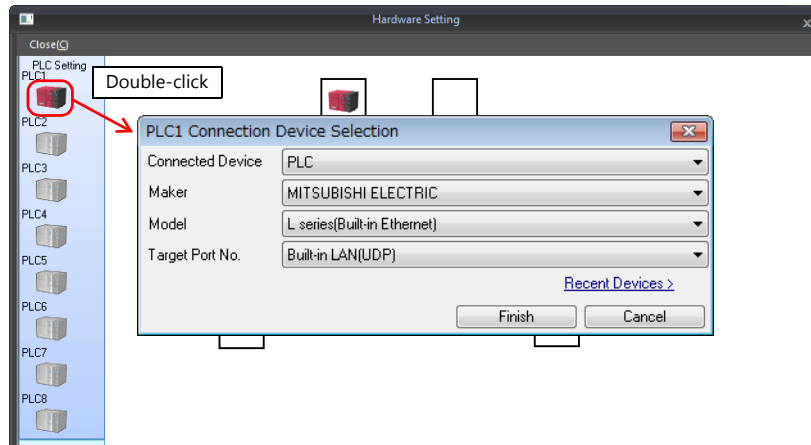 Hardware Setting
x
Close(C)
PLC Setting
PLC1
Double-click
PLC2
PLC3
PLC4
PLC5
PLC6
PLC7
PLC8
PLC1 Connection Device Selection
Connected Device PLC
Maker MITSUBISHI ELECTRIC
Model L series(Built-in Ethernet)
Target Port No. Built-in LAN(UDP)
Recent Devices >
Finish Cancel